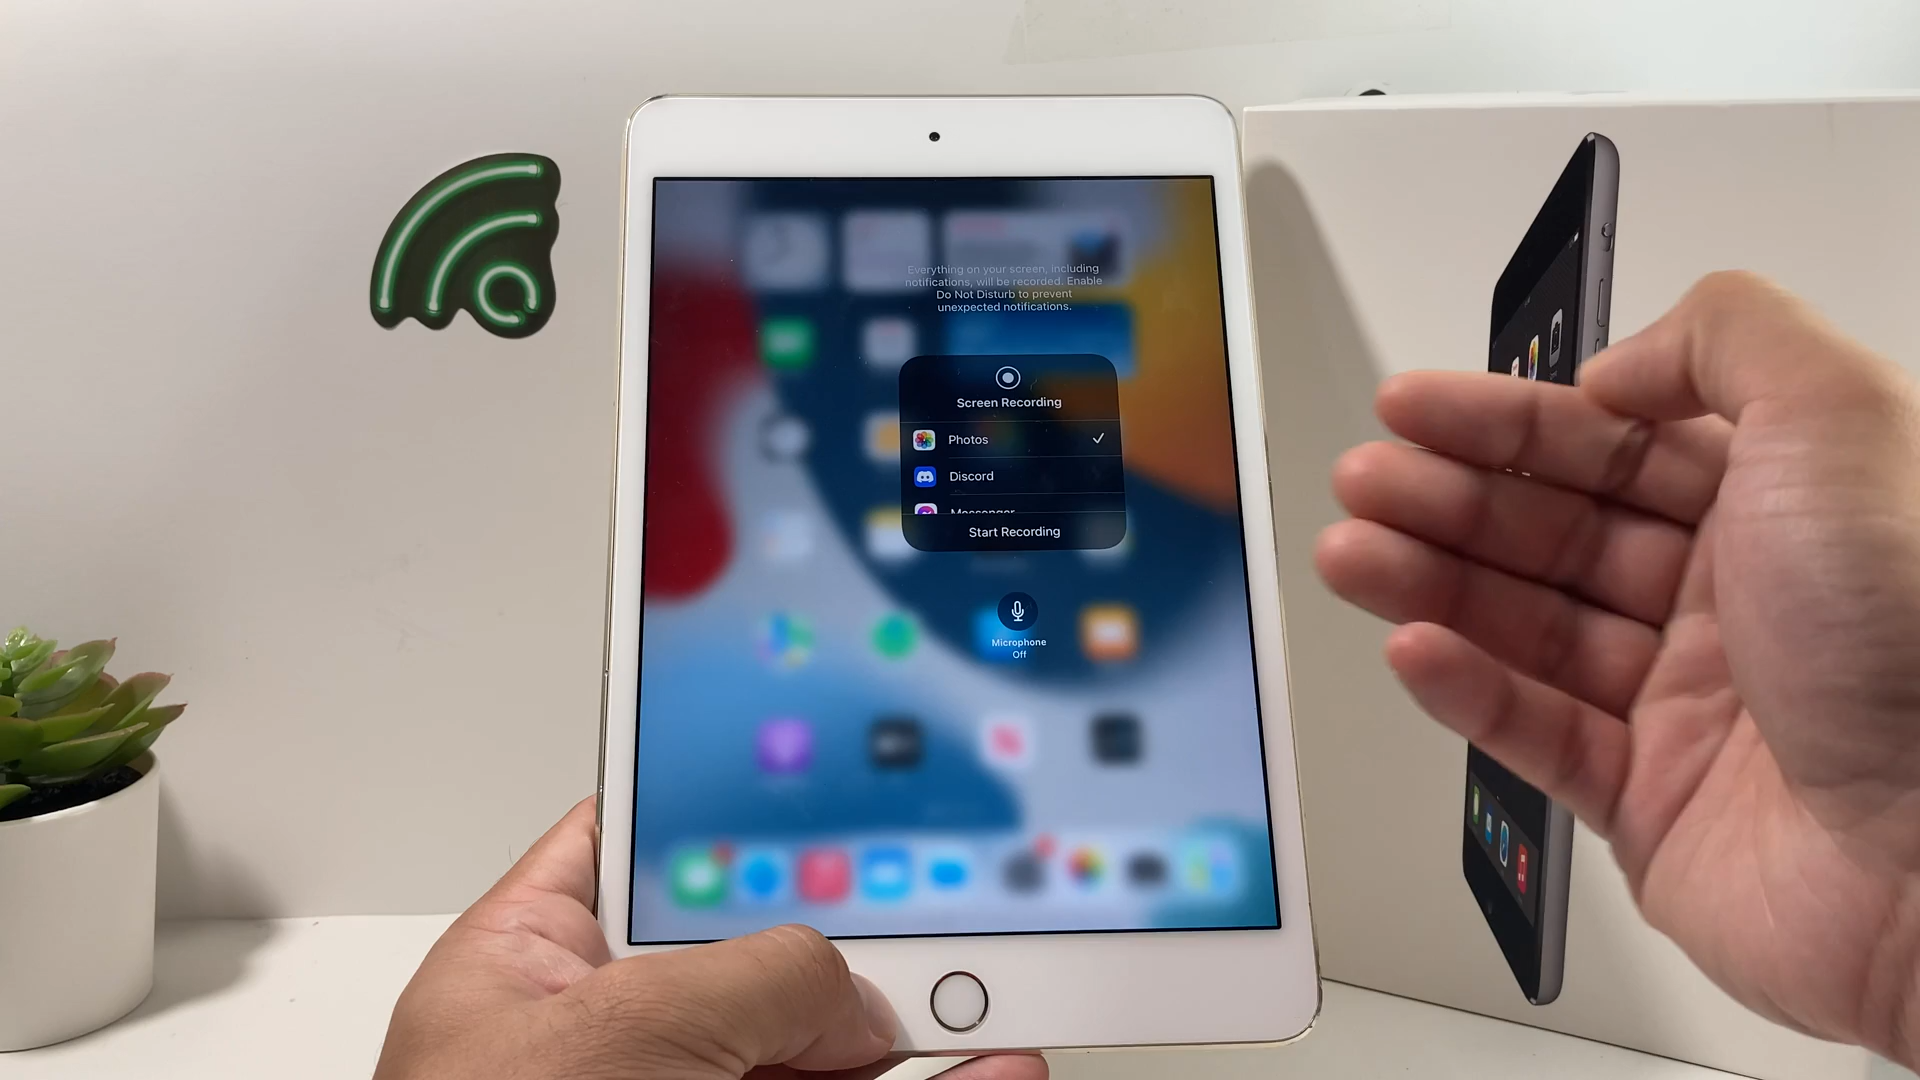 Everything on your screen, including
notifications, will be recorded. Enable
Do Not Disturb to prevent
unexpected notifications.
Screen Recording
Photos
Discord
Messenger
Start Recording
Microphone
Off